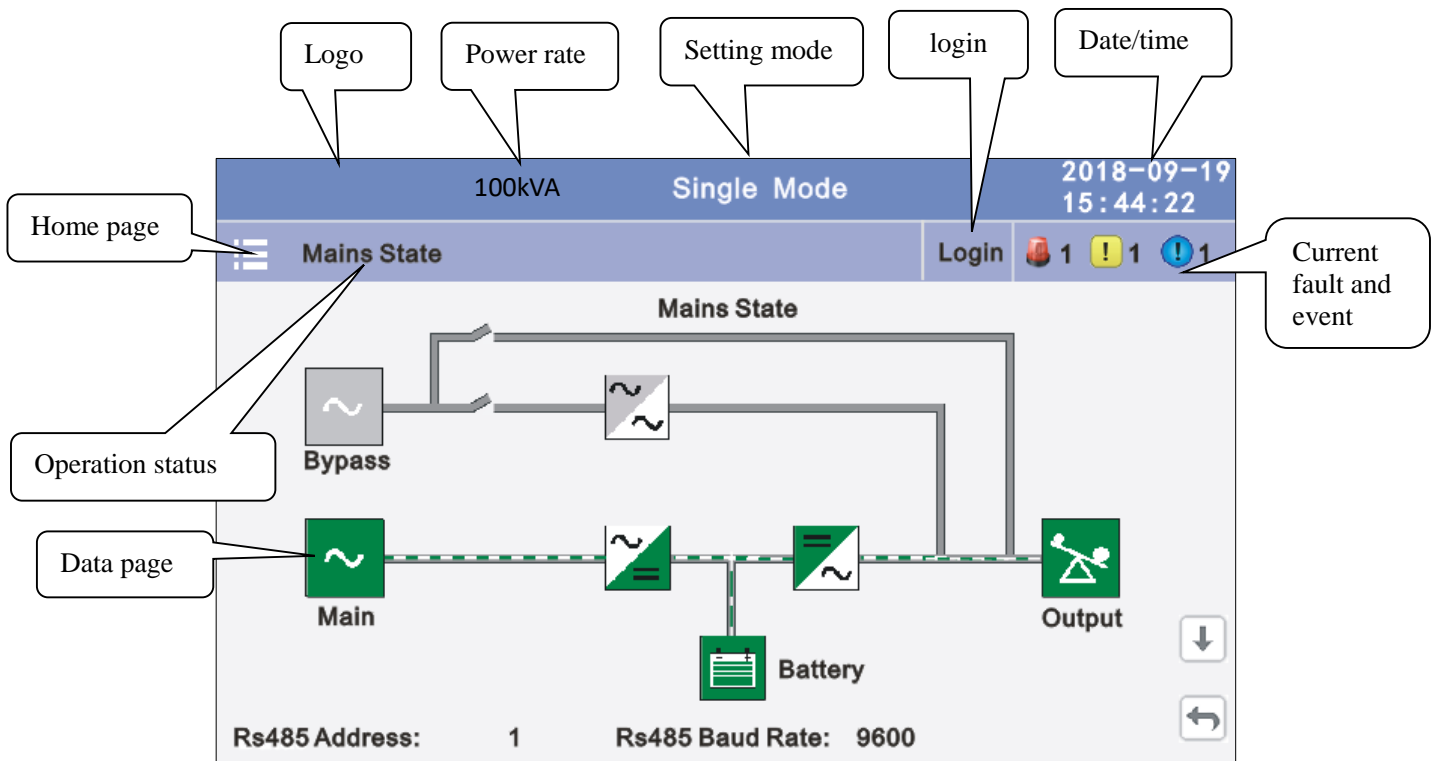 Logo
Power rate
Setting mode
login
Date/time
100kVA
Single Mode
2018-09-19
15:44:22
Home page
Mains State
Login
1
1
1
Current
fault and
event
Mains State
Bypass
Operation status
Data page
Main
Output
Battery
Rs485 Address: 1 Rs485 Baud Rate: 9600